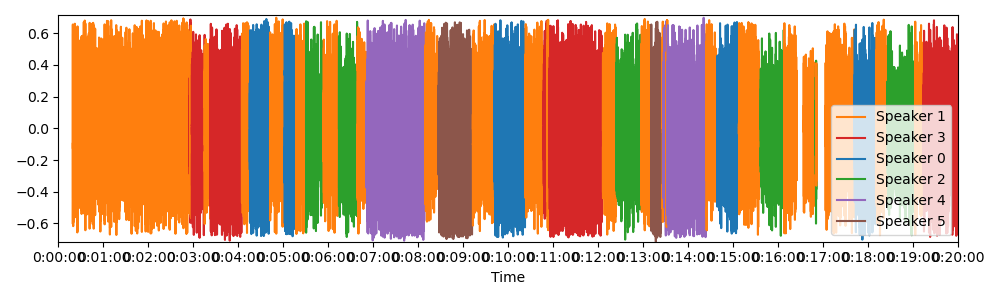 0.6
0.4
0.2
0.0
−0.2
−0.4
−0.6
0:00:00 0:01:00 0:02:00 0:03:00 0:04:00 0:05:00 0:06:00 0:07:00 0:08:00 0:09:00 0:10:00 0:11:00 0:12:00 0:13:00 0:14:00 0:15:00 0:16:00 0:17:00 0:18:00 0:19:00 0:20:00
Time
Speaker 1
Speaker 3
Speaker 0
Speaker 2
Speaker 4
Speaker 5